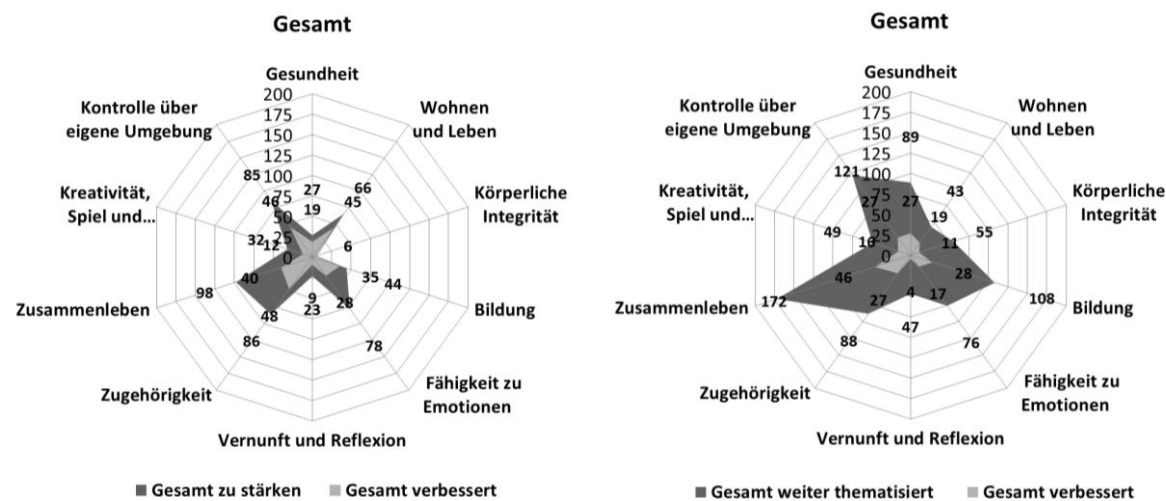 Gesamt
Gesundheit
Wohnen
und Leben
Körperliche
Integrität
Bildung
Fähigkeit zu
Emotionen
Vernunft und Reflexion
Zugehörigkeit
Zusammenleben
Kreativität,
Spiel und...
Kontrolle über
eigene Umgebung
200
175
150
125
100
75
50
25
0
27
19
66
45
6
35
44
28
78
9
23
48
86
40
98
32
12
85
46
Gesamt zu stärken
Gesamt verbessert
Gesamt
Gesundheit
Wohnen
und Leben
Körperliche
Integrität
Bildung
Fähigkeit zu
Emotionen
Vernunft und Reflexion
Zugehörigkeit
Zusammenleben
Kreativität,
Spiel und...
Kontrolle über
eigene Umgebung
200
175
150
125
100
75
50
25
0
89
27
43
19
55
11
28
108
17
76
4
47
27
88
46
172
49
16
121
27
Gesamt weiter thematisiert
Gesamt verbessert